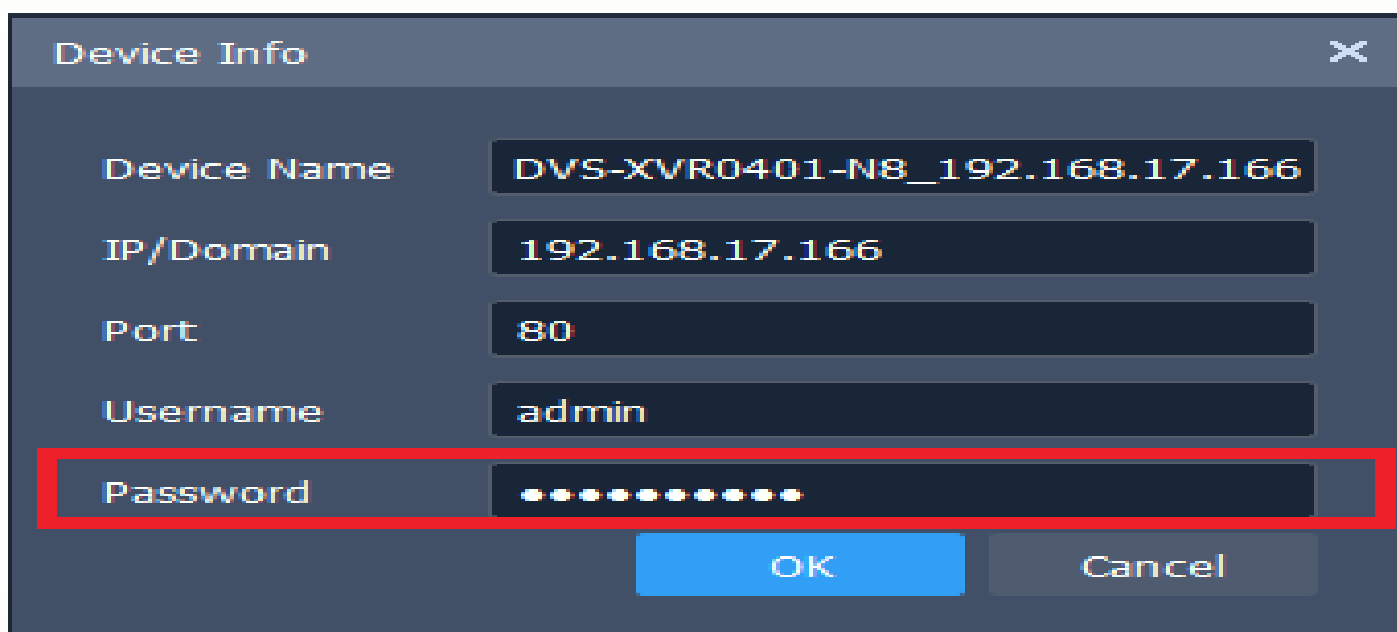 Device Info
Device Name DVS-XVR0401-N8_192.168.17.166
IP/Domain 192.168.17.166
Port 80
Username admin
Password ••••••••••
OK Cancel